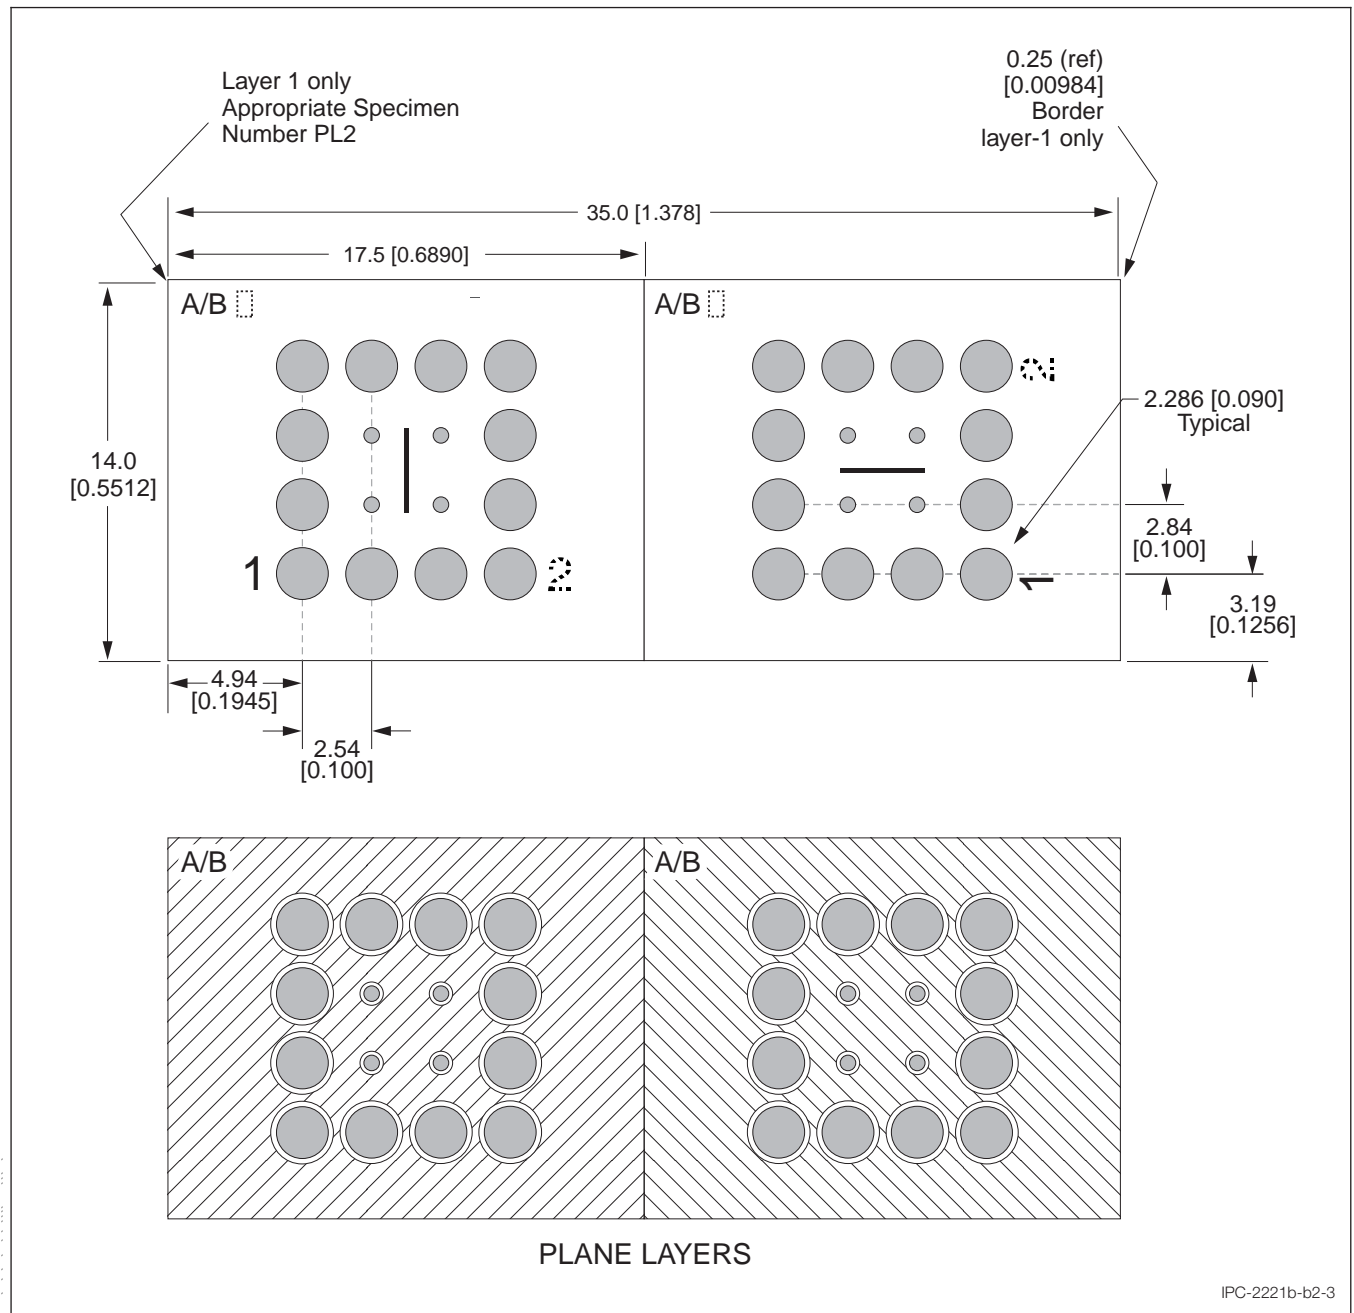 Layer 1 only
Appropriate Specimen
Number PL2
0.25 (ref)
[0.00984]
Border
layer-1 only
35.0 [1.378]
17.5 [0.6890]
A/B
A/B
2
2.286 [0.090]
Typical
14.0
[0.5512]
2.84
[0.100]
1
2
1
3.19
[0.1256]
4.94
[0.1945]
2.54
[0.100]
A/B
A/B
PLANE LAYERS
IPC-2221b-b2-3